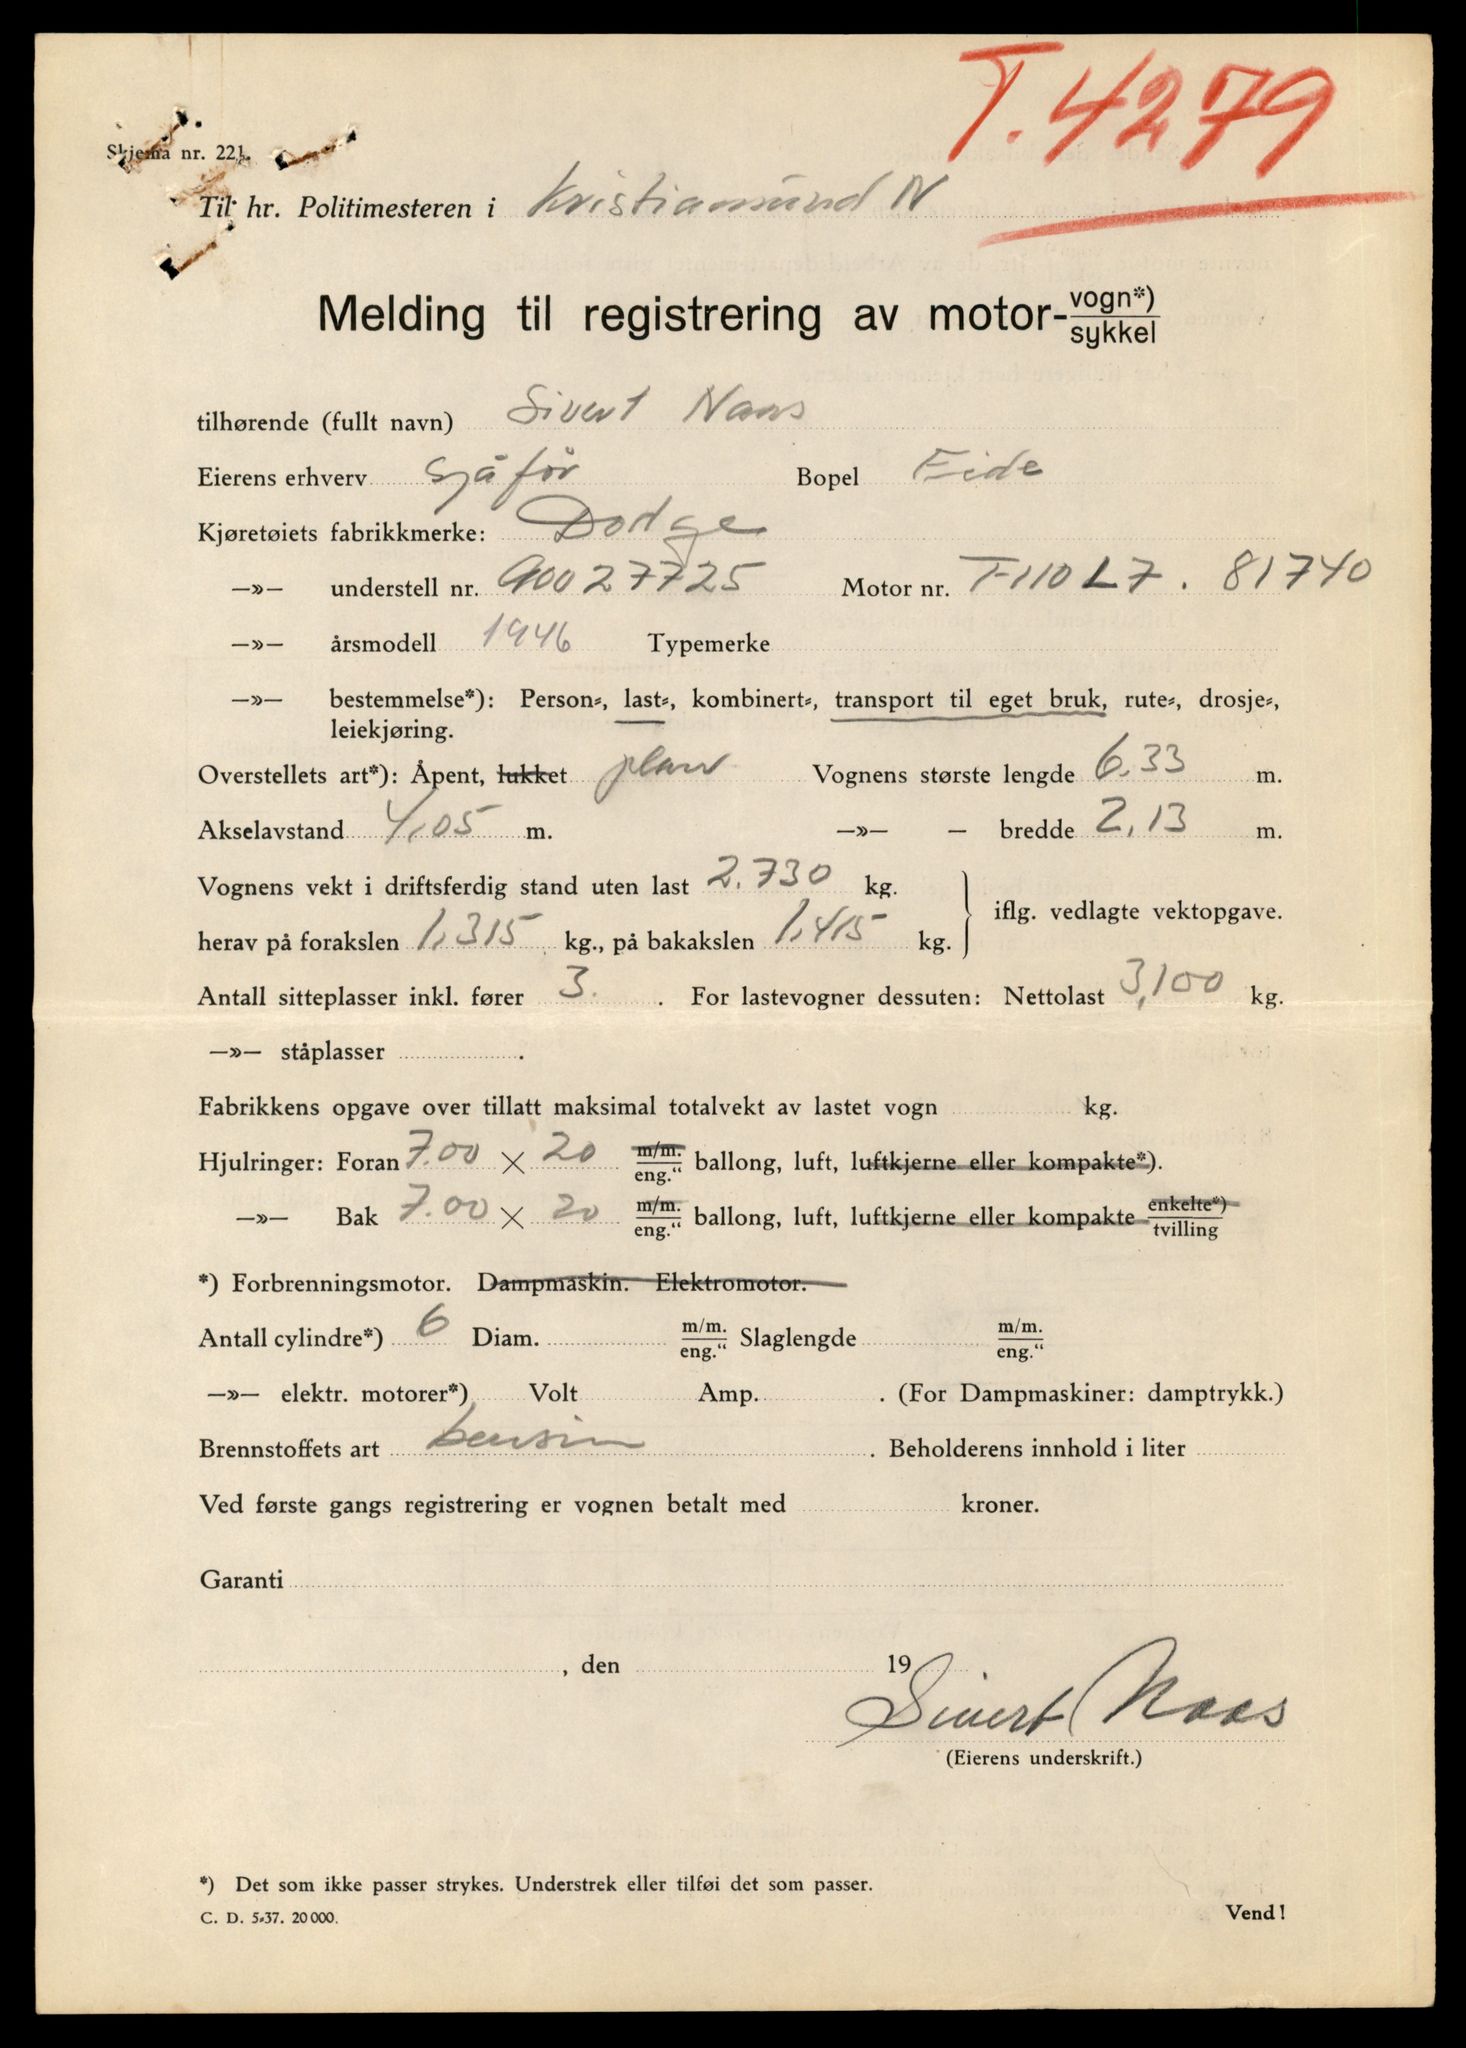 T. 4279
Skjema nr. 221.
Til hr. Politimesteren i Kristiansund N
Melding til registrering av motor-vogn*)
sykkel
tilhørende (fullt navn) Sivert Naas
Eierens erhverv sjåfør Bopel Eide
Kjøretøiets fabrikkmerke: Dodge
—»— understell nr. 90027725 Motor nr. T-110 L7. 81740
—»— årsmodell 1946 Typemerke
—»— bestemmelse*): Person-, last-, kombinert-, transport til eget bruk, rute-, drosje-,
leiekjøring.
Overstellets art*): Åpent, lukket plan Vognens største lengde 6.33 m.
Akselavstand 4,05 m. —»— — bredde 2,13 m.
Vognens vekt i driftsferdig stand uten last 2.730 kg.
herav på forakslen 1,315 kg., på bakakslen 1,415 kg. iflg. vedlagte vektopgave.
Antall sitteplasser inkl. fører 3. . For lastevogner dessuten: Nettolast 3,100 kg.
—»— ståplasser .
Fabrikkens opgave over tillatt maksimal totalvekt av lastet vogn kg.
Hjulringer: Foran 7.00 × 20 m/m. eng.“ ballong, luft, luftkjerne eller kompakte*).
—»— Bak 7.00 × 20 m/m. eng.“ ballong, luft, luftkjerne eller kompakte enkelte*) tvilling
*) Forbrenningsmotor. Dampmaskin. Elektromotor.
Antall cylindre*) 6 Diam. m/m. eng.“ Slaglengde m/m. eng.“
—»— elektr. motorer*) Volt Amp. . (For Dampmaskiner: damptrykk.)
Brennstoffets art bensin . Beholderens innhold i liter
Ved første gangs registrering er vognen betalt med kroner.
Garanti
, den 19
Sivert Naas
(Eierens underskrift.)
*) Det som ikke passer strykes. Understrek eller tilføi det som passer.
C. D. 5-37. 20 000. Vend!